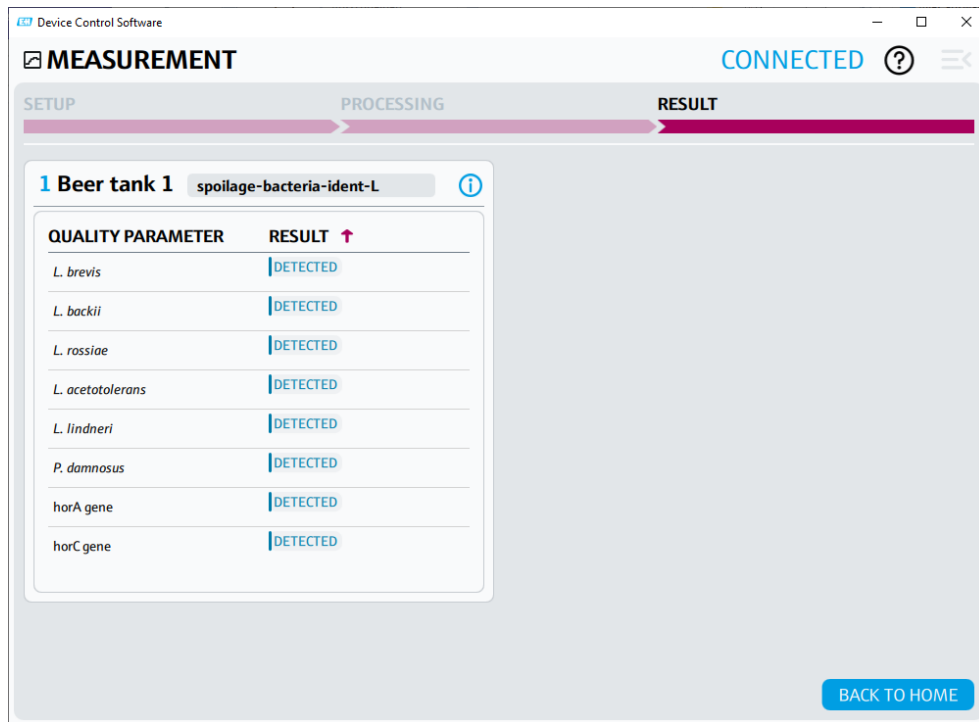 EH Device Control Software
MEASUREMENT
CONNECTED ?
SETUP PROCESSING RESULT
1 Beer tank 1 spoilage-bacteria-ident-L i
QUALITY PARAMETER RESULT ↑
L. brevis DETECTED
L. backii DETECTED
L. rossiae DETECTED
L. acetotolerans DETECTED
L. lindneri DETECTED
P. damnosus DETECTED
horA gene DETECTED
horC gene DETECTED
BACK TO HOME